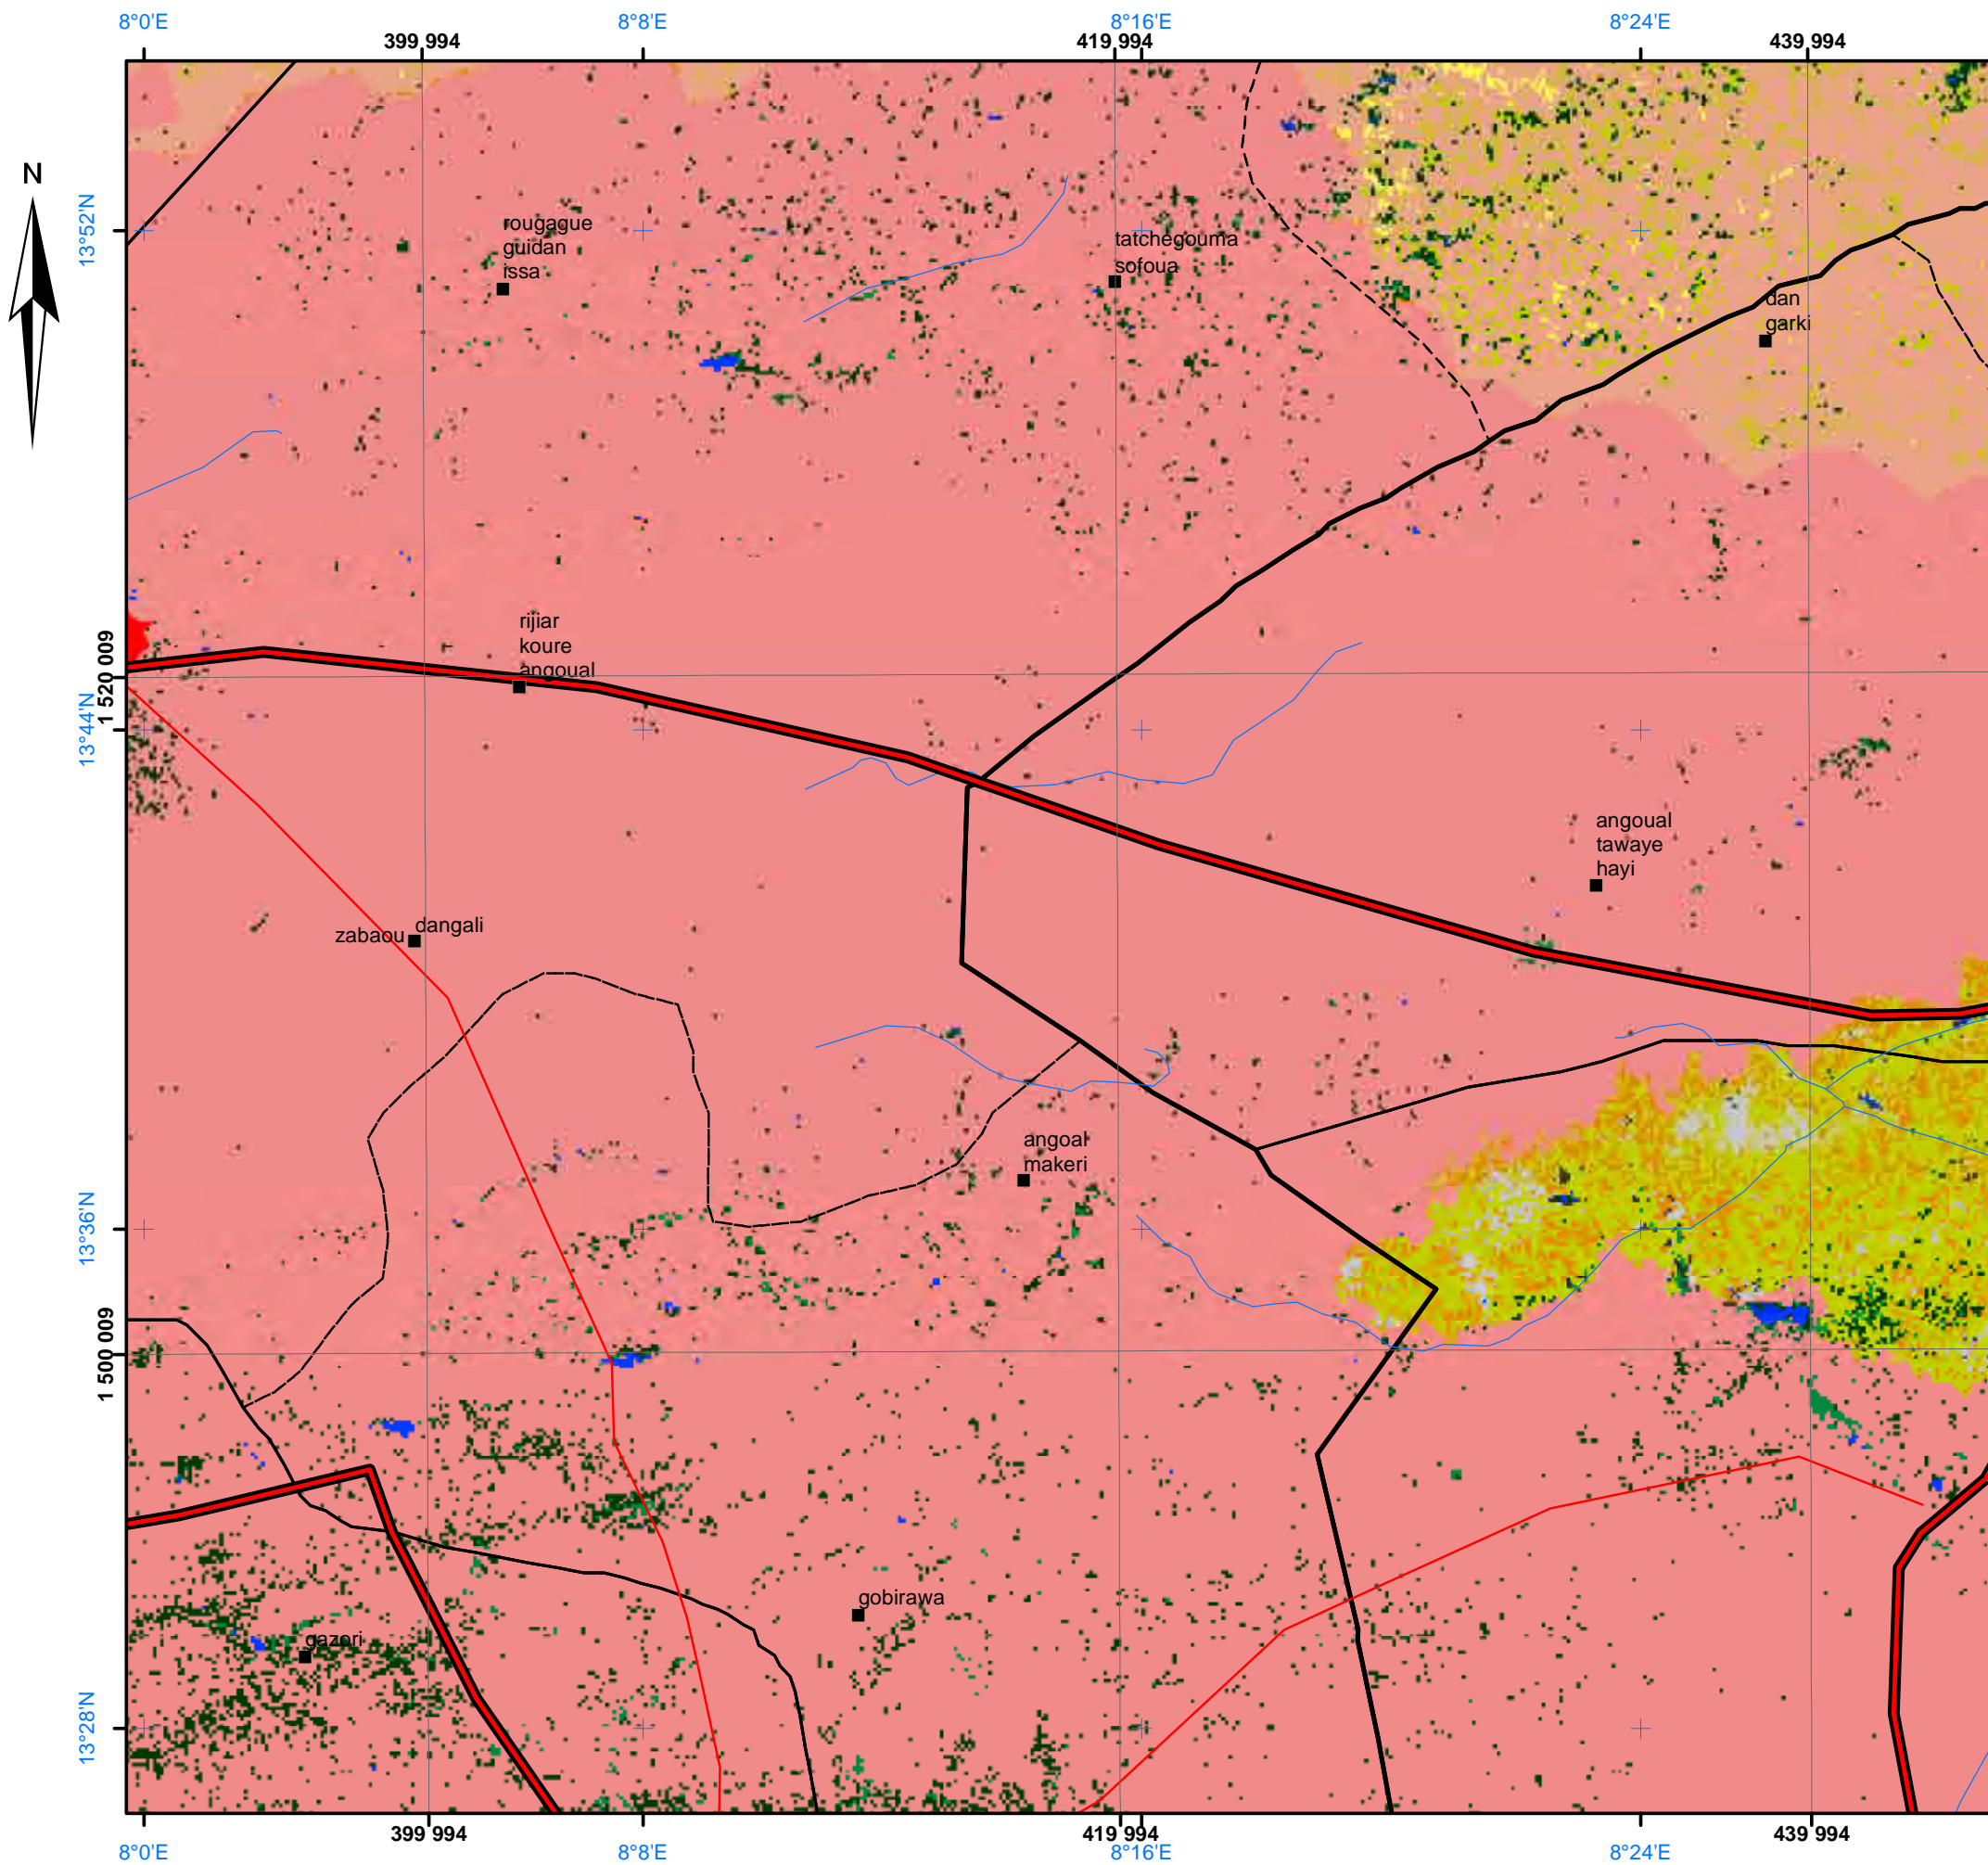 8°0'E
8°8'E
8°16'E
8°24'E
399 994
419 994
439 994
N
13°52'N
rougague
guidan
issa
tatchegouma
sofoua
dan
garki
rijiar
koure
angoual
1 520 009
13°44'N
angoual
tawaye
hayi
zabaou
dangali
angoal
makeri
13°36'N
1 500 009
gobirawa
gazori
13°28'N
399 994
419 994
439 994
8°0'E
8°8'E
8°16'E
8°24'E